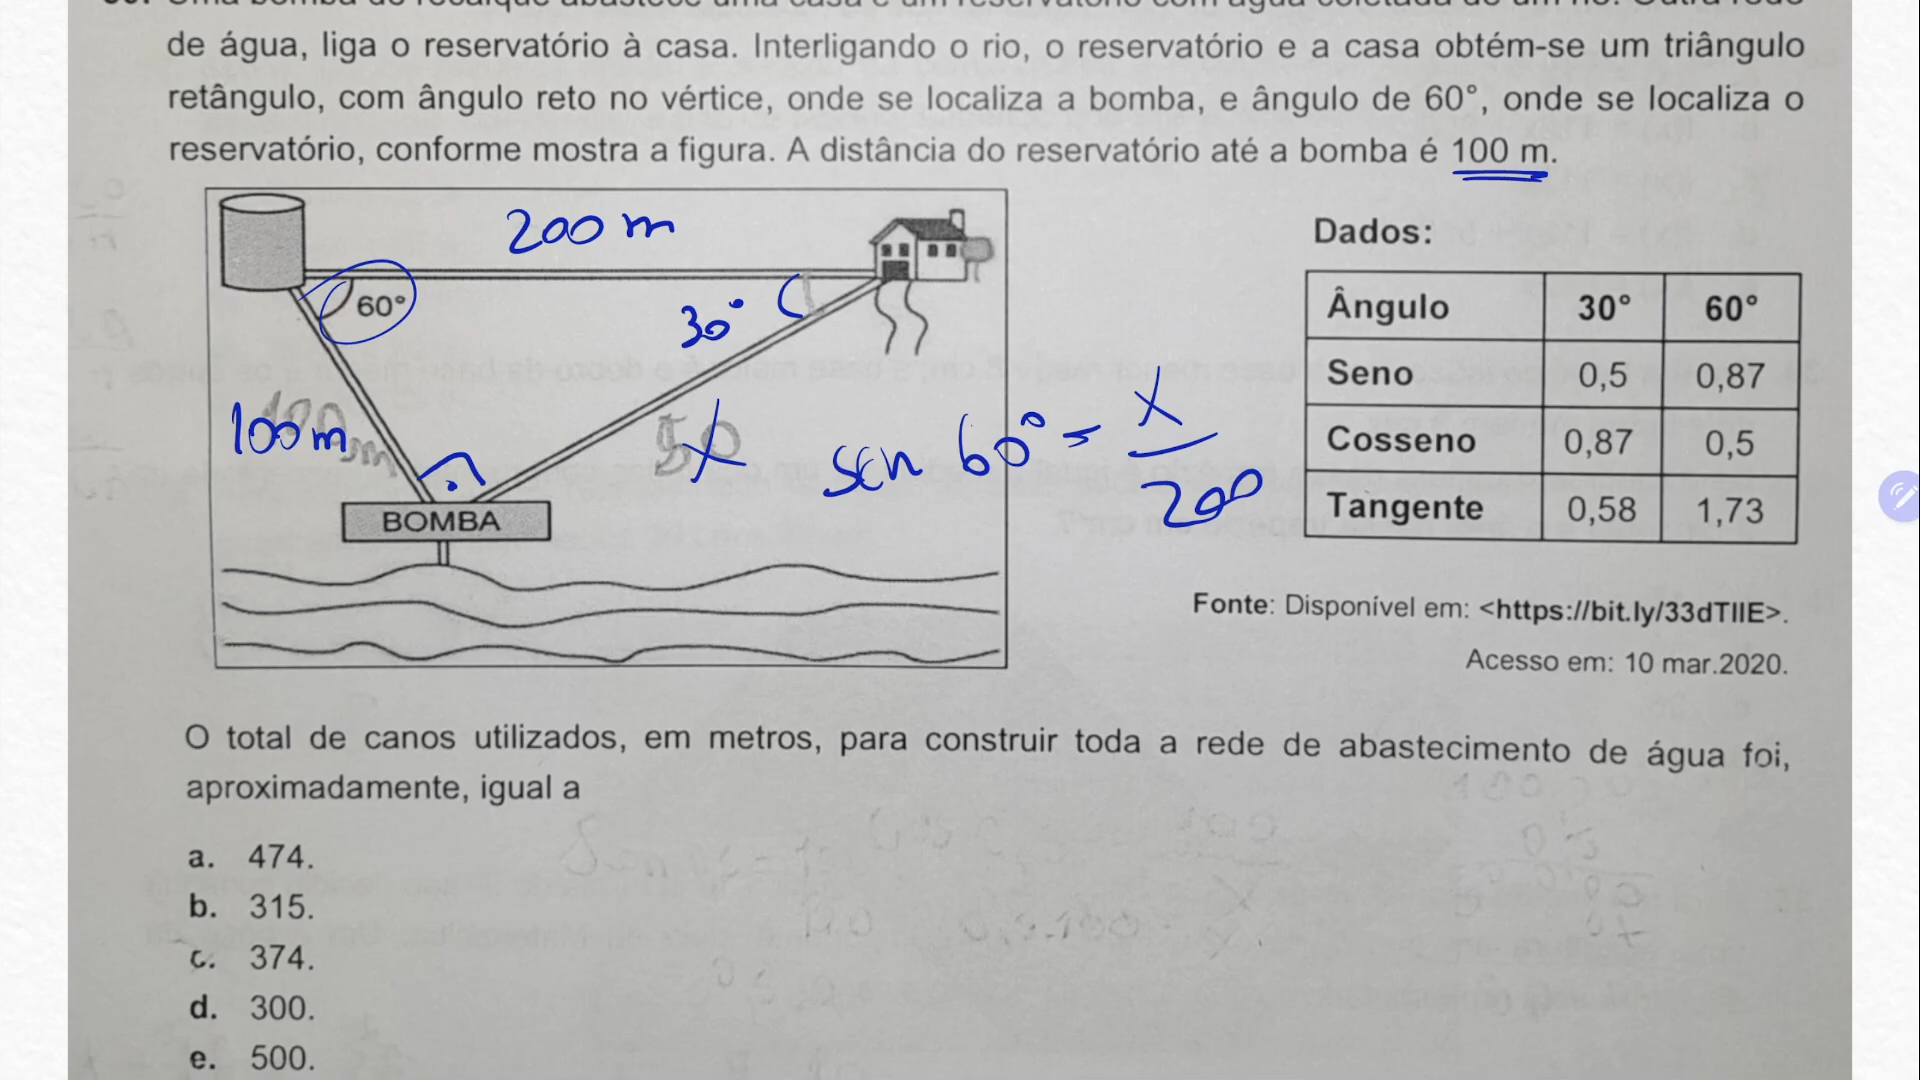 de água, liga o reservatório à casa. Interligando o rio, o reservatório e a casa obtém-se um triângulo
retângulo, com ângulo reto no vértice, onde se localiza a bomba, e ângulo de 60°, onde se localiza o
reservatório, conforme mostra a figura. A distância do reservatório até a bomba é 100 m.
200 m
60°
30°
100 m
x
BOMBA
sen 60° = x
200
Dados:
Ângulo 30° 60°
Seno 0,5 0,87
Cosseno 0,87 0,5
Tangente 0,58 1,73
Fonte: Disponível em: <https://bit.ly/33dTIIE>.
Acesso em: 10 mar.2020.
O total de canos utilizados, em metros, para construir toda a rede de abastecimento de água foi,
aproximadamente, igual a
a. 474.
b. 315.
c. 374.
d. 300.
e. 500.